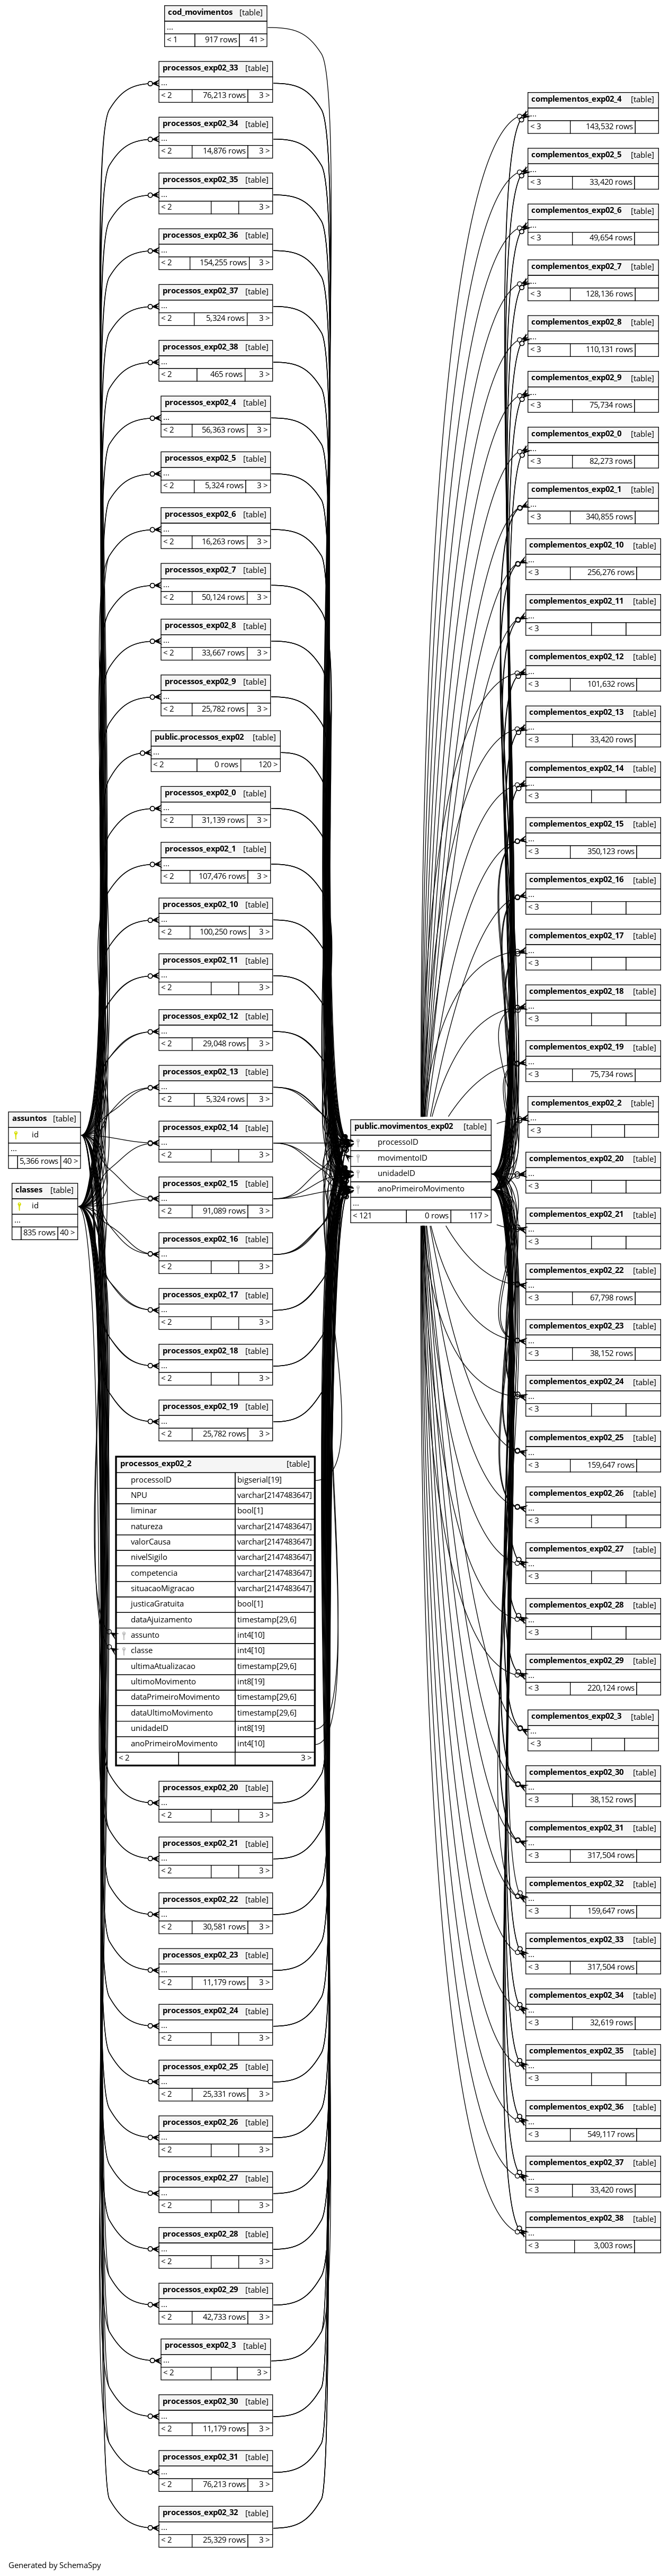 cod_movimentos [table]
...
< 1 917 rows 41 >
processos_exp02_33 [table]
...
< 2 76,213 rows 3 >
processos_exp02_34 [table]
...
< 2 14,876 rows 3 >
processos_exp02_35 [table]
...
< 2 3 >
processos_exp02_36 [table]
...
< 2 154,255 rows 3 >
processos_exp02_37 [table]
...
< 2 5,324 rows 3 >
processos_exp02_38 [table]
...
< 2 465 rows 3 >
processos_exp02_4 [table]
...
< 2 56,363 rows 3 >
processos_exp02_5 [table]
...
< 2 5,324 rows 3 >
processos_exp02_6 [table]
...
< 2 16,263 rows 3 >
processos_exp02_7 [table]
...
< 2 50,124 rows 3 >
processos_exp02_8 [table]
...
< 2 33,667 rows 3 >
processos_exp02_9 [table]
...
< 2 25,782 rows 3 >
public.processos_exp02 [table]
...
< 2 0 rows 120 >
processos_exp02_0 [table]
...
< 2 31,139 rows 3 >
processos_exp02_1 [table]
...
< 2 107,476 rows 3 >
processos_exp02_10 [table]
...
< 2 100,250 rows 3 >
processos_exp02_11 [table]
...
< 2 3 >
processos_exp02_12 [table]
...
< 2 29,048 rows 3 >
processos_exp02_13 [table]
...
< 2 5,324 rows 3 >
processos_exp02_14 [table]
...
< 2 3 >
processos_exp02_15 [table]
...
< 2 91,089 rows 3 >
processos_exp02_16 [table]
...
< 2 3 >
processos_exp02_17 [table]
...
< 2 3 >
processos_exp02_18 [table]
...
< 2 3 >
processos_exp02_19 [table]
...
< 2 25,782 rows 3 >
assuntos [table]
id
...
5,366 rows 40 >
classes [table]
id
...
835 rows 40 >
processos_exp02_2 [table]
processoID bigserial[19]
NPU varchar[2147483647]
liminar bool[1]
natureza varchar[2147483647]
valorCausa varchar[2147483647]
nivelSigilo varchar[2147483647]
competencia varchar[2147483647]
situacaoMigracao varchar[2147483647]
justicaGratuita bool[1]
dataAjuizamento timestamp[29,6]
assunto int4[10]
classe int4[10]
ultimaAtualizacao timestamp[29,6]
ultimoMovimento int8[19]
dataPrimeiroMovimento timestamp[29,6]
dataUltimoMovimento timestamp[29,6]
unidadeID int8[19]
anoPrimeiroMovimento int4[10]
< 2 3 >
processos_exp02_20 [table]
...
< 2 3 >
processos_exp02_21 [table]
...
< 2 3 >
processos_exp02_22 [table]
...
< 2 30,581 rows 3 >
processos_exp02_23 [table]
...
< 2 11,179 rows 3 >
processos_exp02_24 [table]
...
< 2 3 >
processos_exp02_25 [table]
...
< 2 25,331 rows 3 >
processos_exp02_26 [table]
...
< 2 3 >
processos_exp02_27 [table]
...
< 2 3 >
processos_exp02_28 [table]
...
< 2 3 >
processos_exp02_29 [table]
...
< 2 42,733 rows 3 >
processos_exp02_3 [table]
...
< 2 3 >
processos_exp02_30 [table]
...
< 2 11,179 rows 3 >
processos_exp02_31 [table]
...
< 2 76,213 rows 3 >
processos_exp02_32 [table]
...
< 2 25,329 rows 3 >
public.movimentos_exp02 [table]
processoID
movimentoID
unidadeID
anoPrimeiroMovimento
...
< 121 0 rows 117 >
complementos_exp02_4 [table]
...
< 3 143,532 rows
complementos_exp02_5 [table]
...
< 3 33,420 rows
complementos_exp02_6 [table]
...
< 3 49,654 rows
complementos_exp02_7 [table]
...
< 3 128,136 rows
complementos_exp02_8 [table]
...
< 3 110,131 rows
complementos_exp02_9 [table]
...
< 3 75,734 rows
complementos_exp02_0 [table]
...
< 3 82,273 rows
complementos_exp02_1 [table]
...
< 3 340,855 rows
complementos_exp02_10 [table]
...
< 3 256,276 rows
complementos_exp02_11 [table]
...
< 3
complementos_exp02_12 [table]
...
< 3 101,632 rows
complementos_exp02_13 [table]
...
< 3 33,420 rows
complementos_exp02_14 [table]
...
< 3
complementos_exp02_15 [table]
...
< 3 350,123 rows
complementos_exp02_16 [table]
...
< 3
complementos_exp02_17 [table]
...
< 3
complementos_exp02_18 [table]
...
< 3
complementos_exp02_19 [table]
...
< 3 75,734 rows
complementos_exp02_2 [table]
...
< 3
complementos_exp02_20 [table]
...
< 3
complementos_exp02_21 [table]
...
< 3
complementos_exp02_22 [table]
...
< 3 67,798 rows
complementos_exp02_23 [table]
...
< 3 38,152 rows
complementos_exp02_24 [table]
...
< 3
complementos_exp02_25 [table]
...
< 3 159,647 rows
complementos_exp02_26 [table]
...
< 3
complementos_exp02_27 [table]
...
< 3
complementos_exp02_28 [table]
...
< 3
complementos_exp02_29 [table]
...
< 3 220,124 rows
complementos_exp02_3 [table]
...
< 3
complementos_exp02_30 [table]
...
< 3 38,152 rows
complementos_exp02_31 [table]
...
< 3 317,504 rows
complementos_exp02_32 [table]
...
< 3 159,647 rows
complementos_exp02_33 [table]
...
< 3 317,504 rows
complementos_exp02_34 [table]
...
< 3 32,619 rows
complementos_exp02_35 [table]
...
< 3
complementos_exp02_36 [table]
...
< 3 549,117 rows
complementos_exp02_37 [table]
...
< 3 33,420 rows
complementos_exp02_38 [table]
...
< 3 3,003 rows
Generated by SchemaSpy